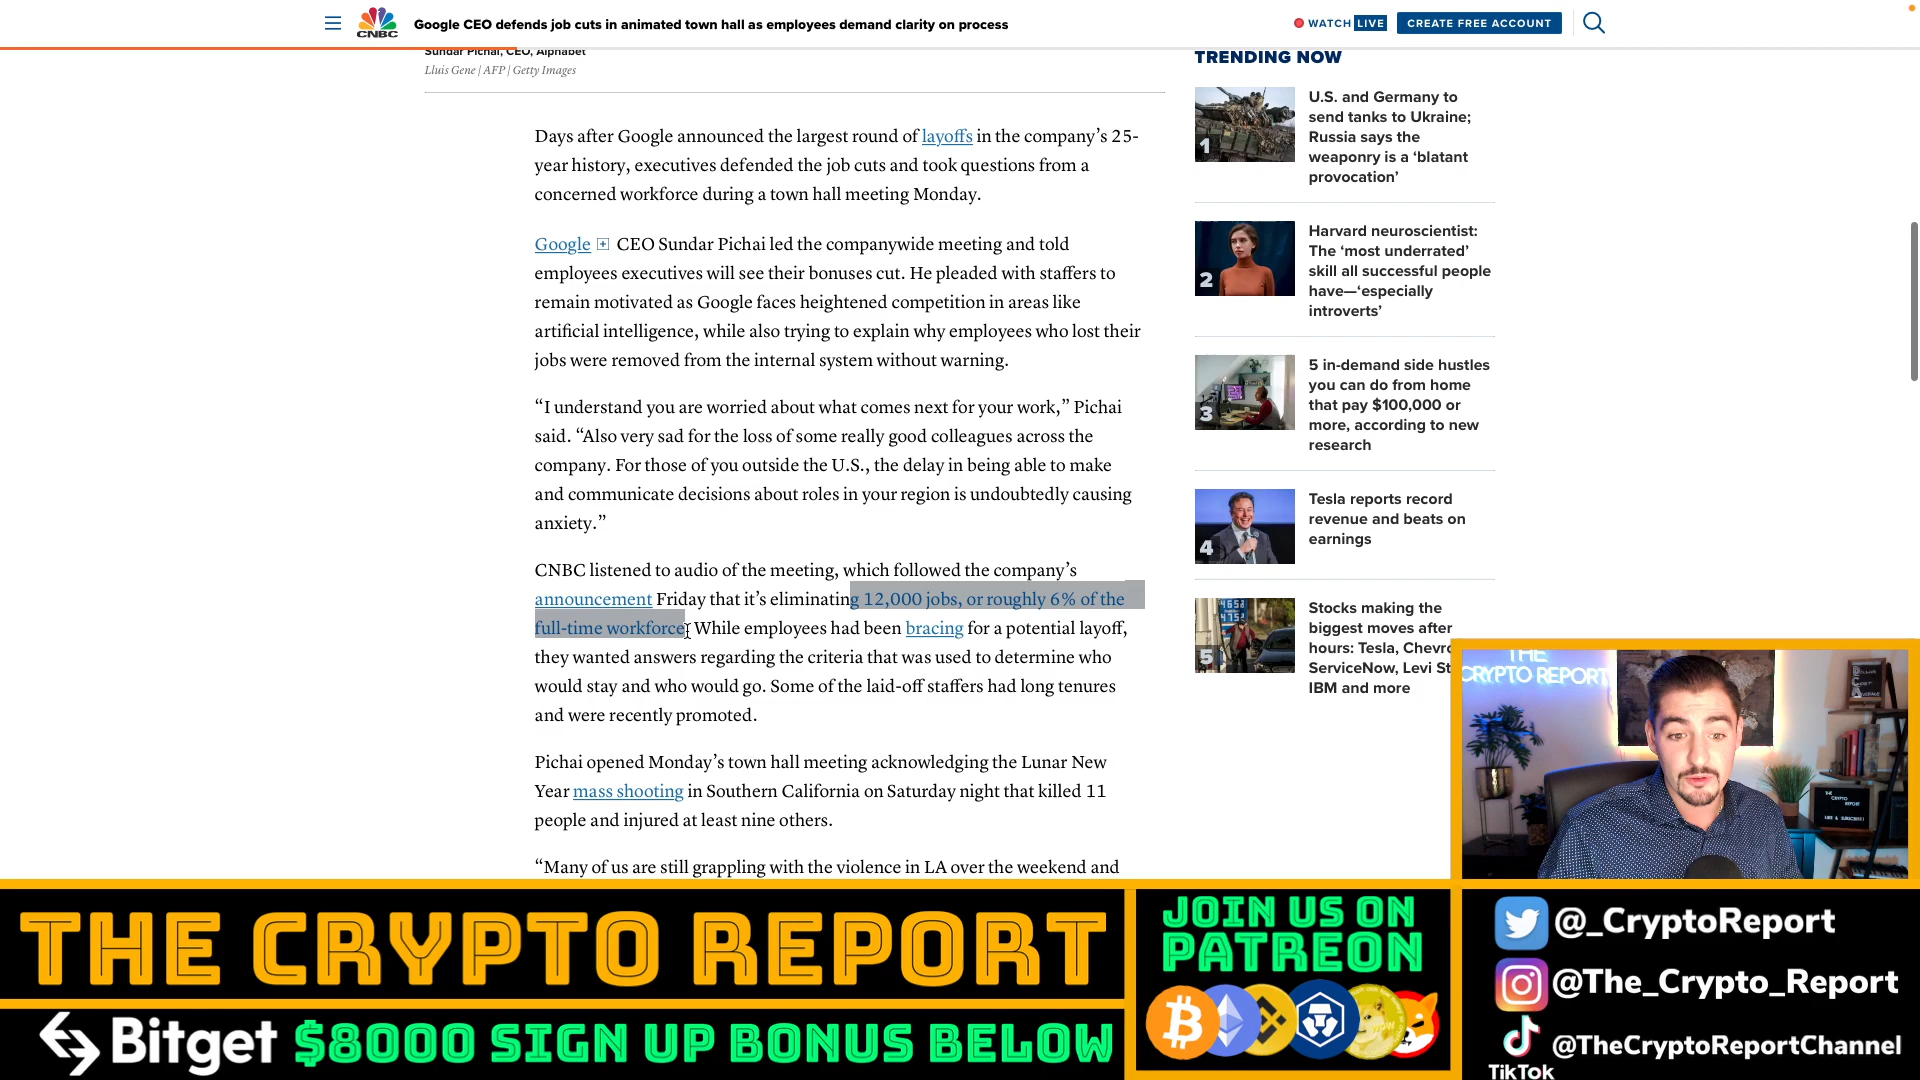 CNBC
Google CEO defends job cuts in animated town hall as employees demand clarity on process
WATCH LIVE
CREATE FREE ACCOUNT
Sundar Pichai, CEO, Alphabet
Lluis Gene | AFP | Getty Images
Days after Google announced the largest round of layoffs in the company’s 25-
year history, executives defended the job cuts and took questions from a
concerned workforce during a town hall meeting Monday.
Google CEO Sundar Pichai led the companywide meeting and told
employees executives will see their bonuses cut. He pleaded with staffers to
remain motivated as Google faces heightened competition in areas like
artificial intelligence, while also trying to explain why employees who lost their
jobs were removed from the internal system without warning.
“I understand you are worried about what comes next for your work,” Pichai
said. “Also very sad for the loss of some really good colleagues across the
company. For those of you outside the U.S., the delay in being able to make
and communicate decisions about roles in your region is undoubtedly causing
anxiety.”
CNBC listened to audio of the meeting, which followed the company’s
announcement Friday that it’s eliminating 12,000 jobs, or roughly 6% of the
full-time workforce. While employees had been bracing for a potential layoff,
they wanted answers regarding the criteria that was used to determine who
would stay and who would go. Some of the laid-off staffers had long tenures
and were recently promoted.
Pichai opened Monday’s town hall meeting acknowledging the Lunar New
Year mass shooting in Southern California on Saturday night that killed 11
people and injured at least nine others.
“Many of us are still grappling with the violence in LA over the weekend and
TRENDING NOW
1
U.S. and Germany to
send tanks to Ukraine;
Russia says the
weaponry is a ‘blatant
provocation’
2
Harvard neuroscientist:
The ‘most underrated’
skill all successful people
have—‘especially
introverts’
3
5 in-demand side hustles
you can do from home
that pay $100,000 or
more, according to new
research
4
Tesla reports record
revenue and beats on
earnings
5
Stocks making the
biggest moves after
hours: Tesla, Chevro
ServiceNow, Levi St
IBM and more
THE
CRYPTO REPORT
THE CRYPTO REPORT
Bitget $8000 SIGN UP BONUS BELOW
JOIN US ON
PATREON
@_CryptoReport
@The_Crypto_Report
@TheCryptoReportChannel
TikTok